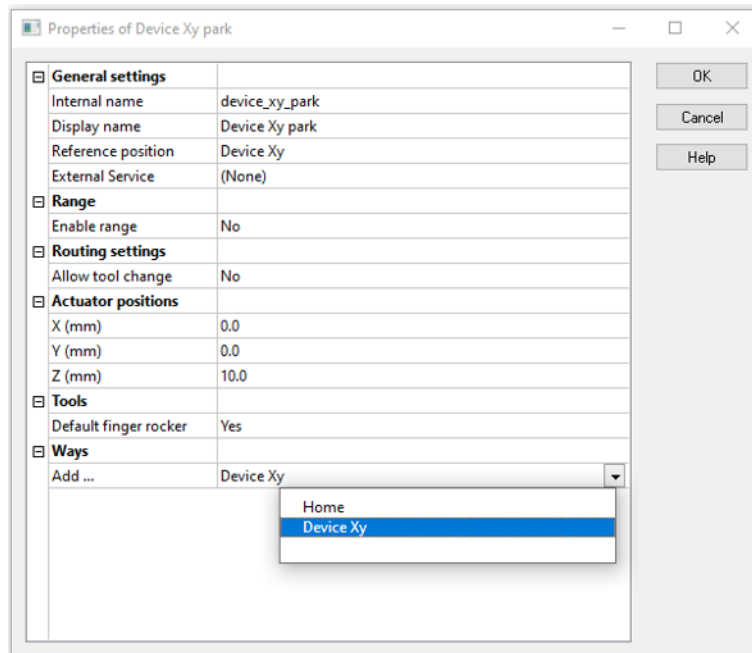 Properties of Device Xy park
General settings
Internal name device_xy_park
Display name Device Xy park
Reference position Device Xy
External Service (None)
Range
Enable range No
Routing settings
Allow tool change No
Actuator positions
X (mm) 0.0
Y (mm) 0.0
Z (mm) 10.0
Tools
Default finger rocker Yes
Ways
Add ... Device Xy
Home
Device Xy
OK
Cancel
Help